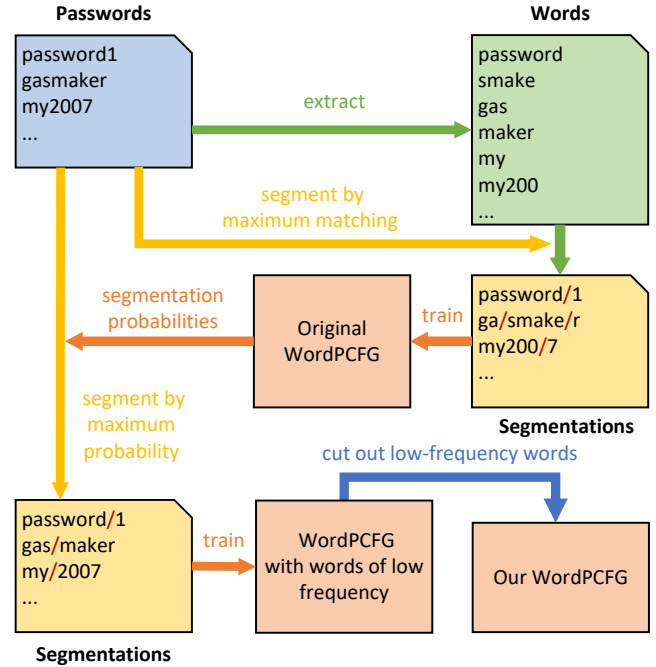 Passwords
password1
gasmaker
my2007
...
extract
Words
password
smake
gas
maker
my
my200
...
segment by
maximum matching
segmentation
probabilities
Original
WordPCFG
train
password/1
ga/smake/r
my200/7
...
Segmentations
segment by
maximum
probability
cut out low-frequency words
password/1
gas/maker
my/2007
...
Segmentations
train
WordPCFG
with words of low
frequency
Our WordPCFG